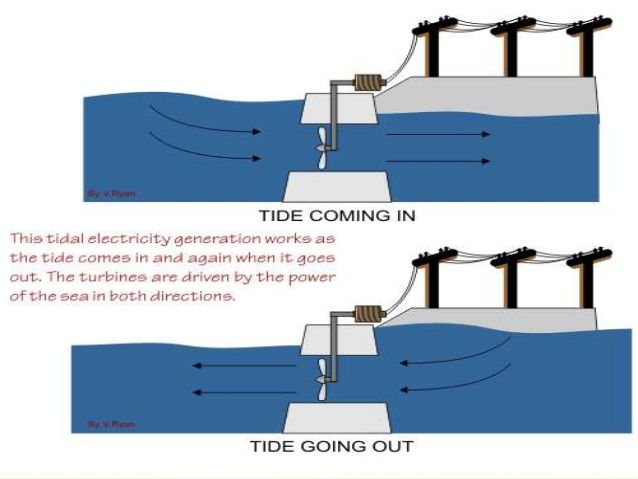 By V.Ryan
TIDE COMING IN
This tidal electricity generation works as
the tide comes in and again when it goes
out. The turbines are driven by the power
of the sea in both directions.
By V.Ryan
TIDE GOING OUT